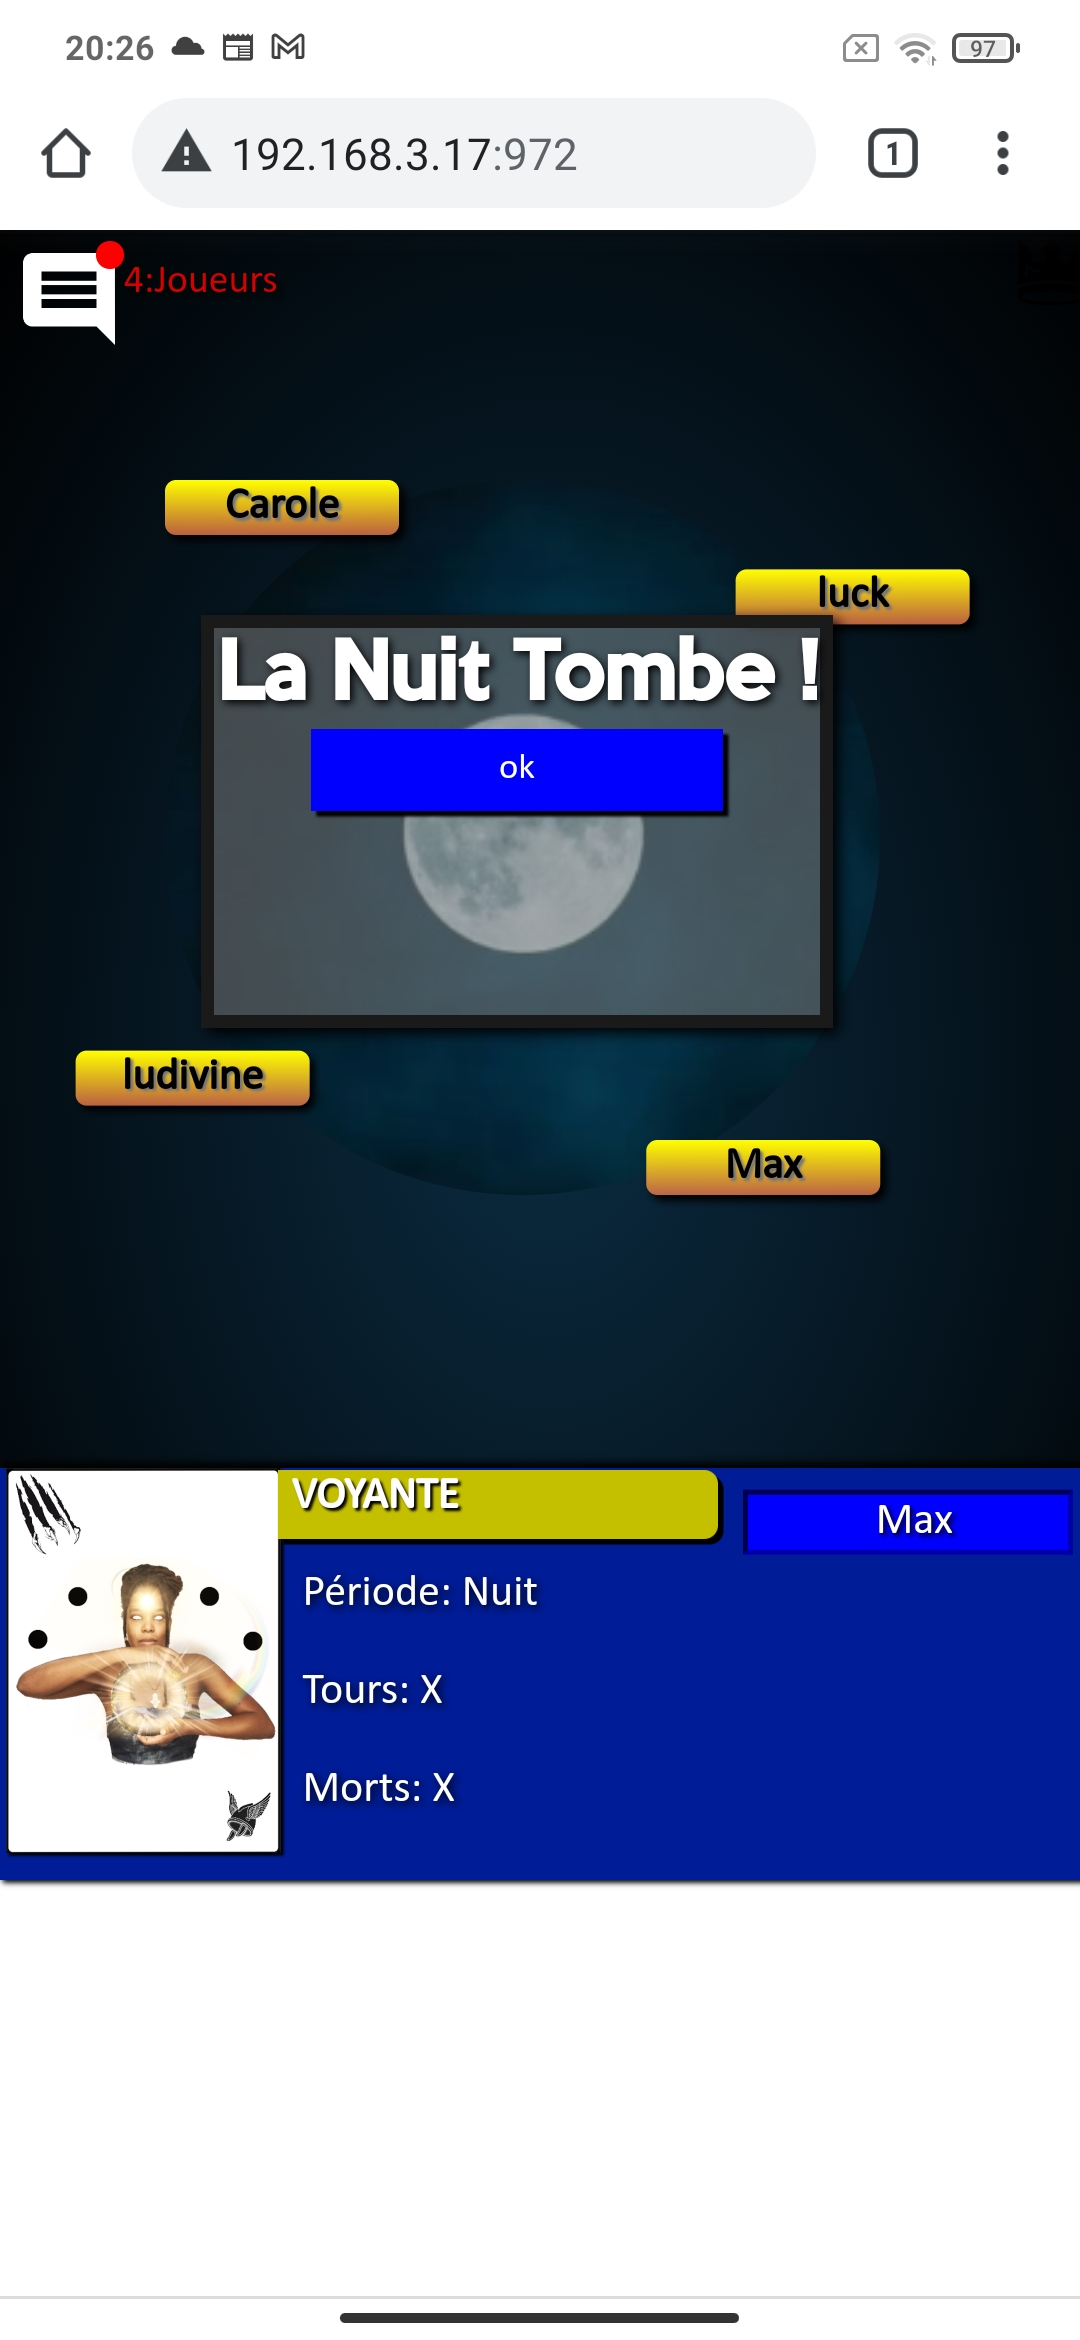 20:26
97
192.168.3.17:972
1
4:Joueurs
Carole
luck
La Nuit Tombe !
ok
ludivine
Max
VOYANTE
Max
Période: Nuit
Tours: X
Morts: X